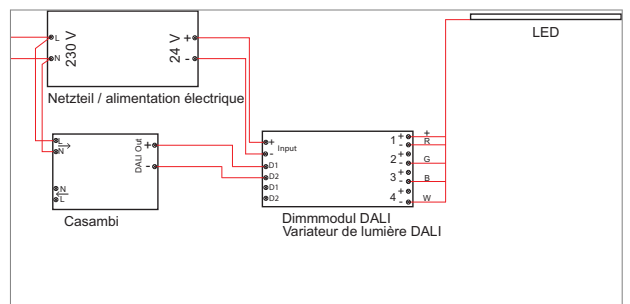 L
N
230 V
24 V
+
-
Netzteil / alimentation électrique
LED
L
N
N
L
DALI Out
+
-
Casambi
+
-
Input
D1
D2
D1
D2
1 + -
2 + -
3 + -
4 + -
+
R
G
B
W
Dimmmodul DALI
Variateur de lumière DALI